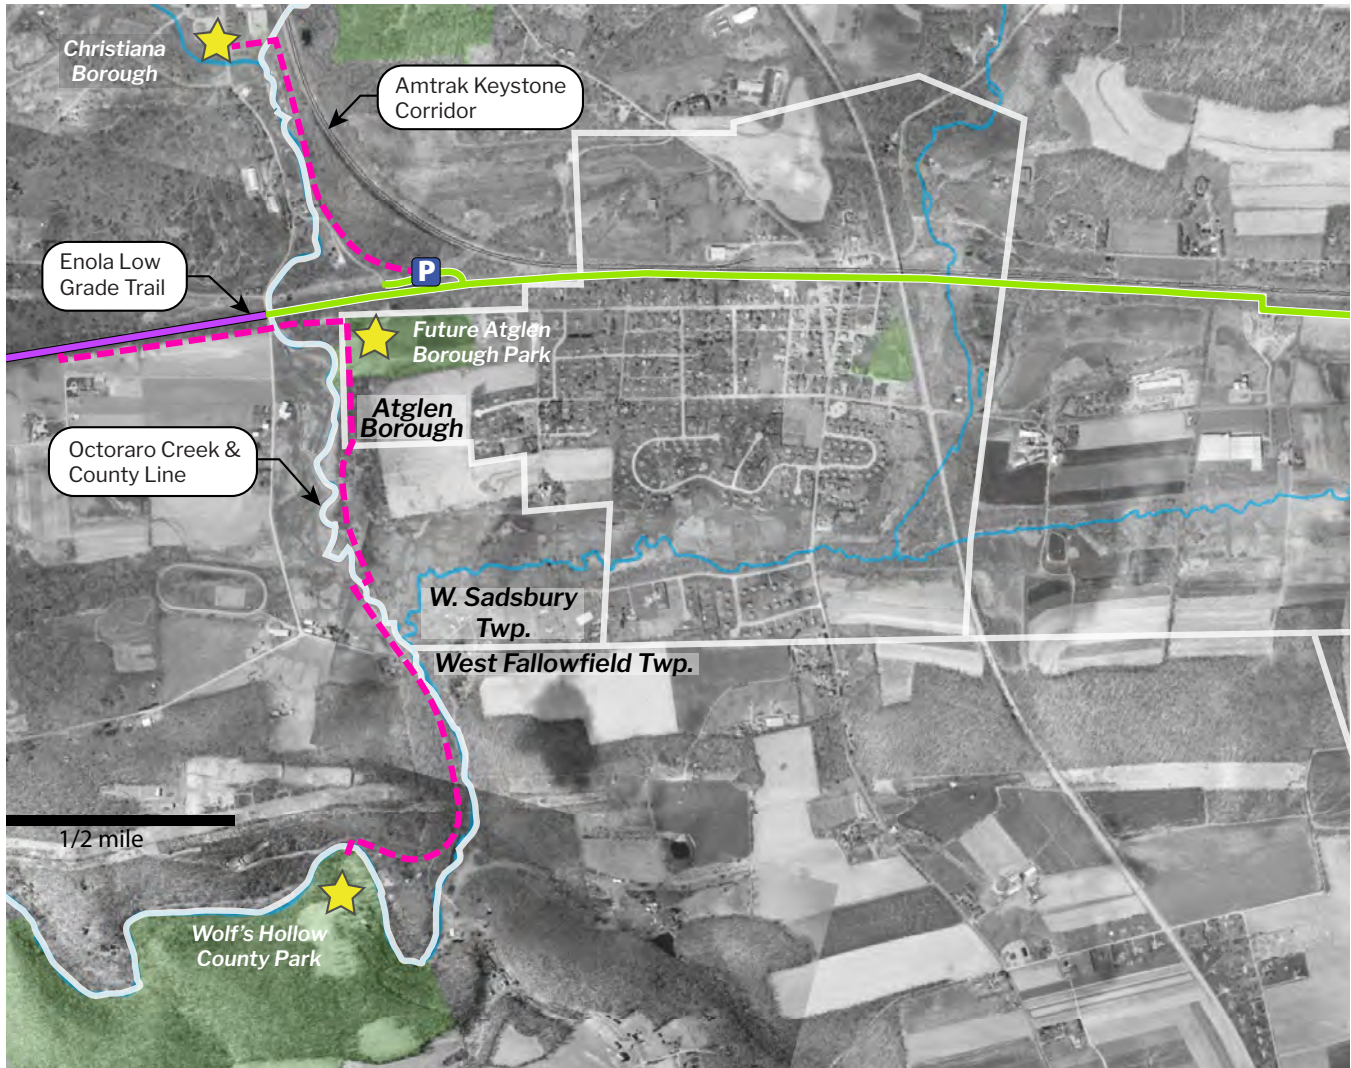 Christiana
Borough
Amtrak Keystone
Corridor
Enola Low
Grade Trail
P
Future Atglen
Borough Park
Atglen
Borough
Octoraro Creek &
County Line
W. Sadsbury
Twp.
West Fallowfield Twp.
1/2 mile
Wolf's Hollow
County Park